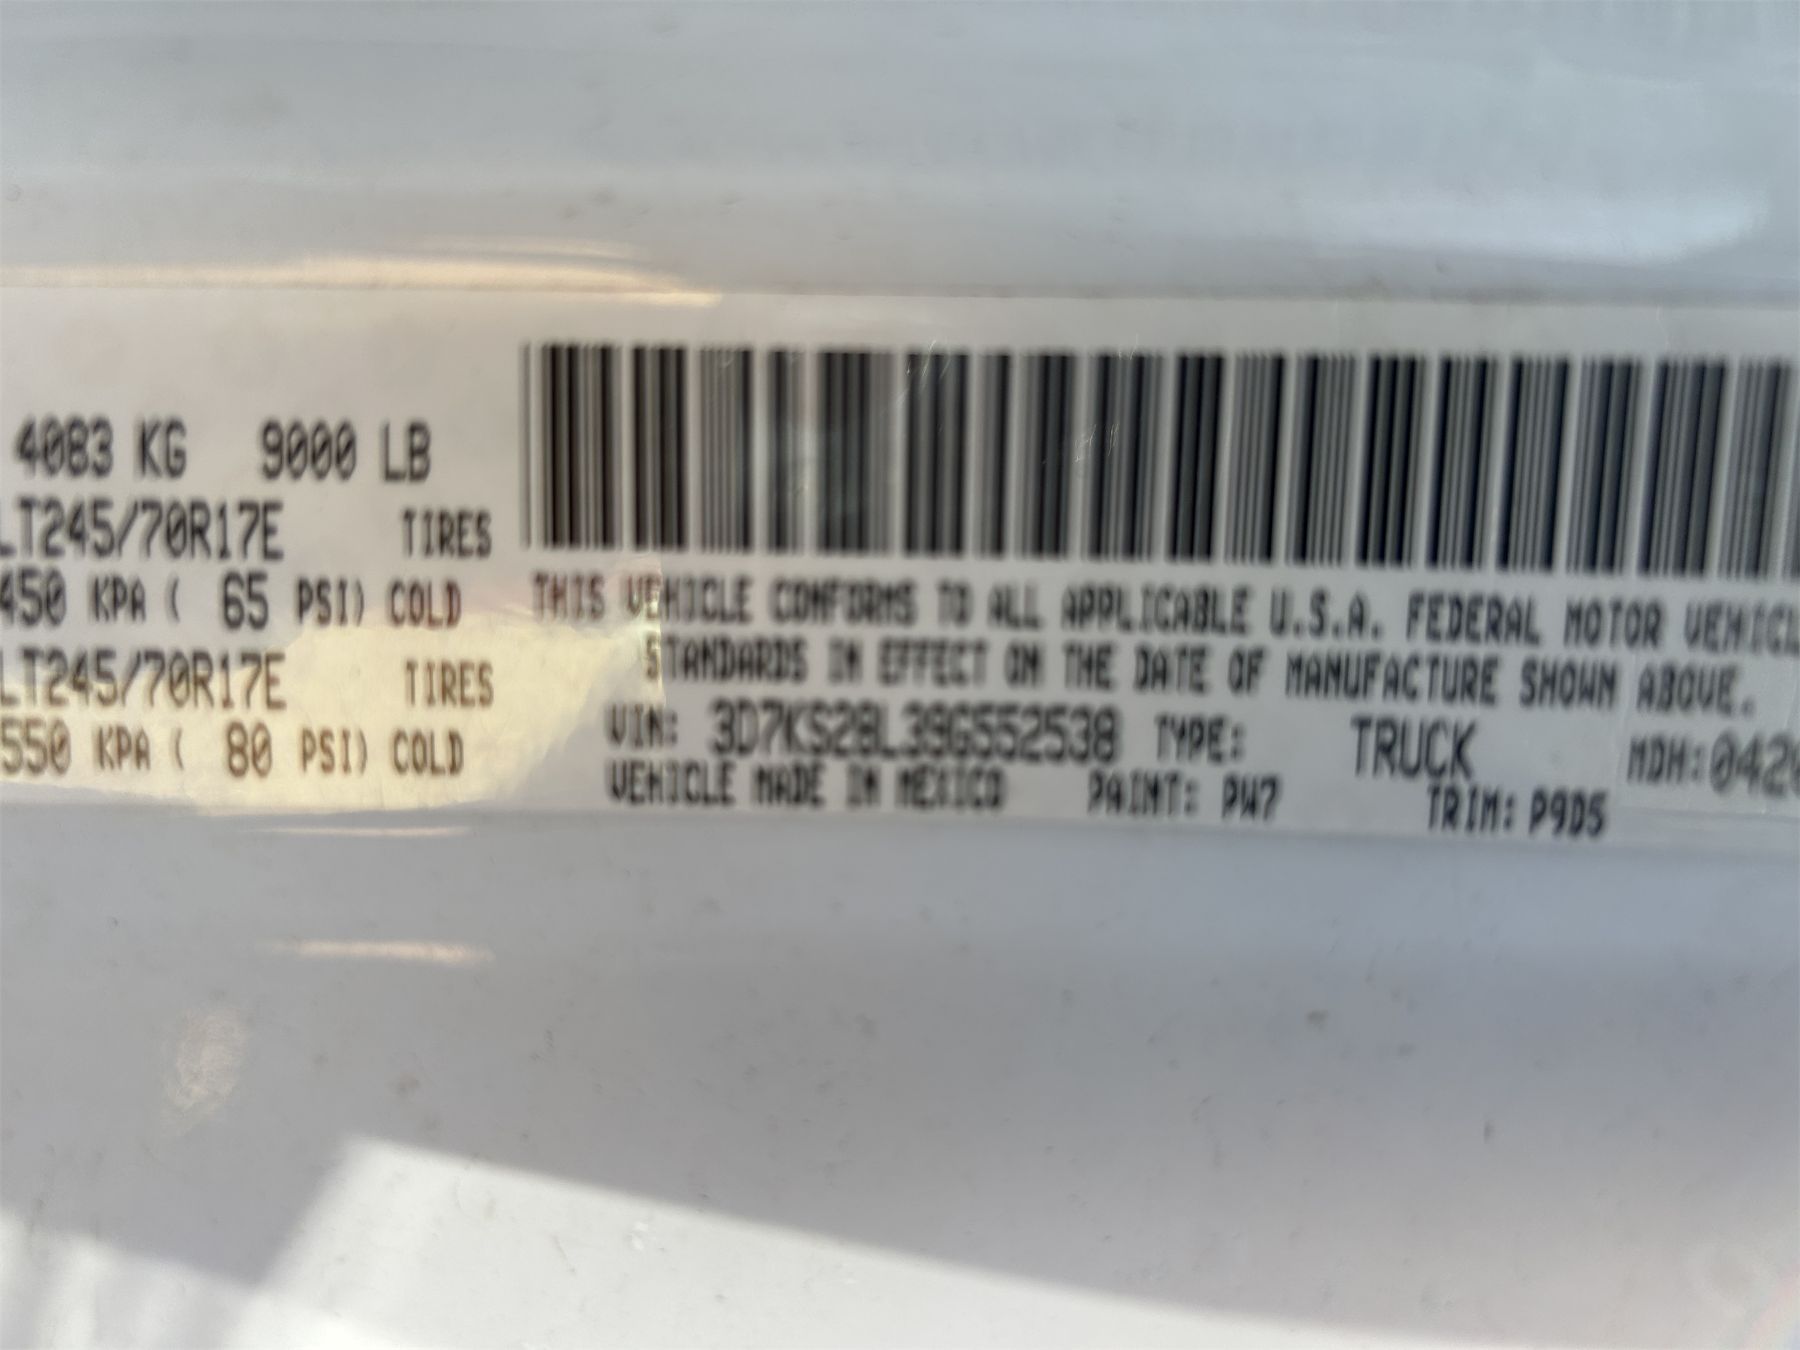 4083 KG 9000 LB
LT245/70R17E TIRES
450 KPA ( 65 PSI) COLD
LT245/70R17E TIRES
550 KPA ( 80 PSI) COLD
THIS VEHICLE CONFORMS TO ALL APPLICABLE U.S.A. FEDERAL MOTOR VEHICL
STANDARDS IN EFFECT ON THE DATE OF MANUFACTURE SHOWN ABOVE.
VIN: 3D7KS28L39G552538 TYPE: TRUCK MDH: 042
VEHICLE MADE IN MEXICO PAINT: PW7 TRIM: P9D5